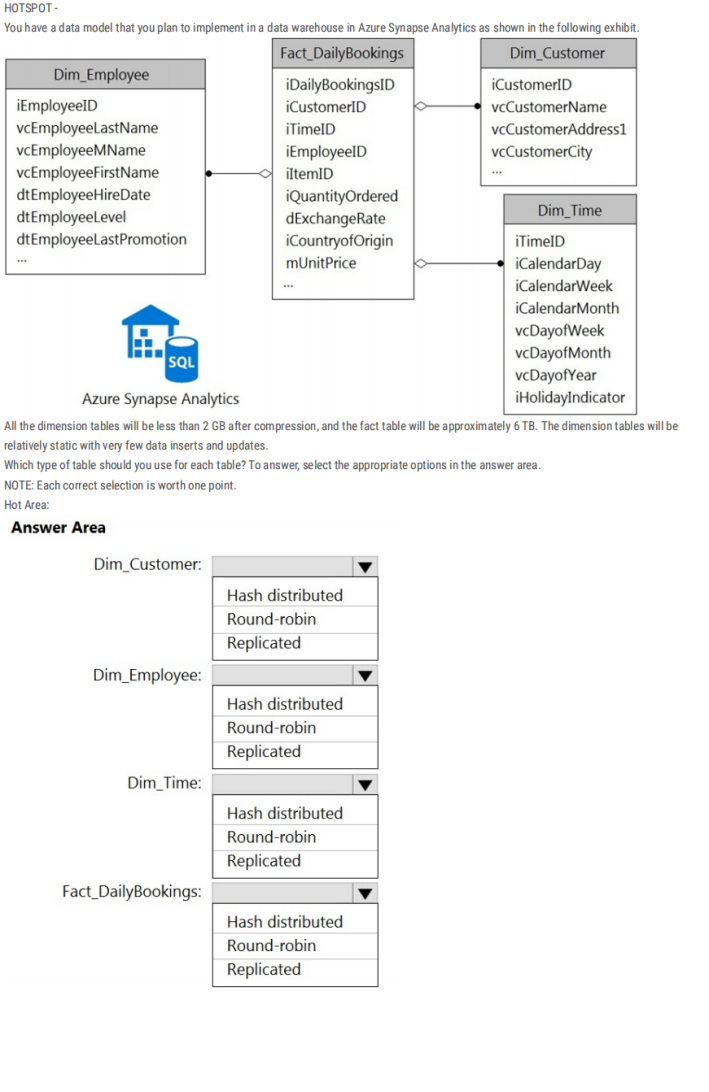 HOTSPOT -
You have a data model that you plan to implement in a data warehouse in Azure Synapse Analytics as shown in the following exhibit.
Dim_Employee
iEmployeeID
vcEmployeeLastName
vcEmployeeMName
vcEmployeeFirstName
dtEmployeeHireDate
dtEmployeeLevel
dtEmployeeLastPromotion
...
Fact_DailyBookings
iDailyBookingsID
iCustomerID
iTimeID
iEmployeeID
iItemID
iQuantityOrdered
dExchangeRate
iCountryofOrigin
mUnitPrice
...
Dim_Customer
iCustomerID
vcCustomerName
vcCustomerAddress1
vcCustomerCity
...
Dim_Time
iTimeID
iCalendarDay
iCalendarWeek
iCalendarMonth
vcDayofWeek
vcDayofMonth
vcDayofYear
iHolidayIndicator
SQL
Azure Synapse Analytics
All the dimension tables will be less than 2 GB after compression, and the fact table will be approximately 6 TB. The dimension tables will be
relatively static with very few data inserts and updates.
Which type of table should you use for each table? To answer, select the appropriate options in the answer area.
NOTE: Each correct selection is worth one point.
Hot Area:
Answer Area
Dim_Customer:
Hash distributed
Round-robin
Replicated
Dim_Employee:
Hash distributed
Round-robin
Replicated
Dim_Time:
Hash distributed
Round-robin
Replicated
Fact_DailyBookings:
Hash distributed
Round-robin
Replicated